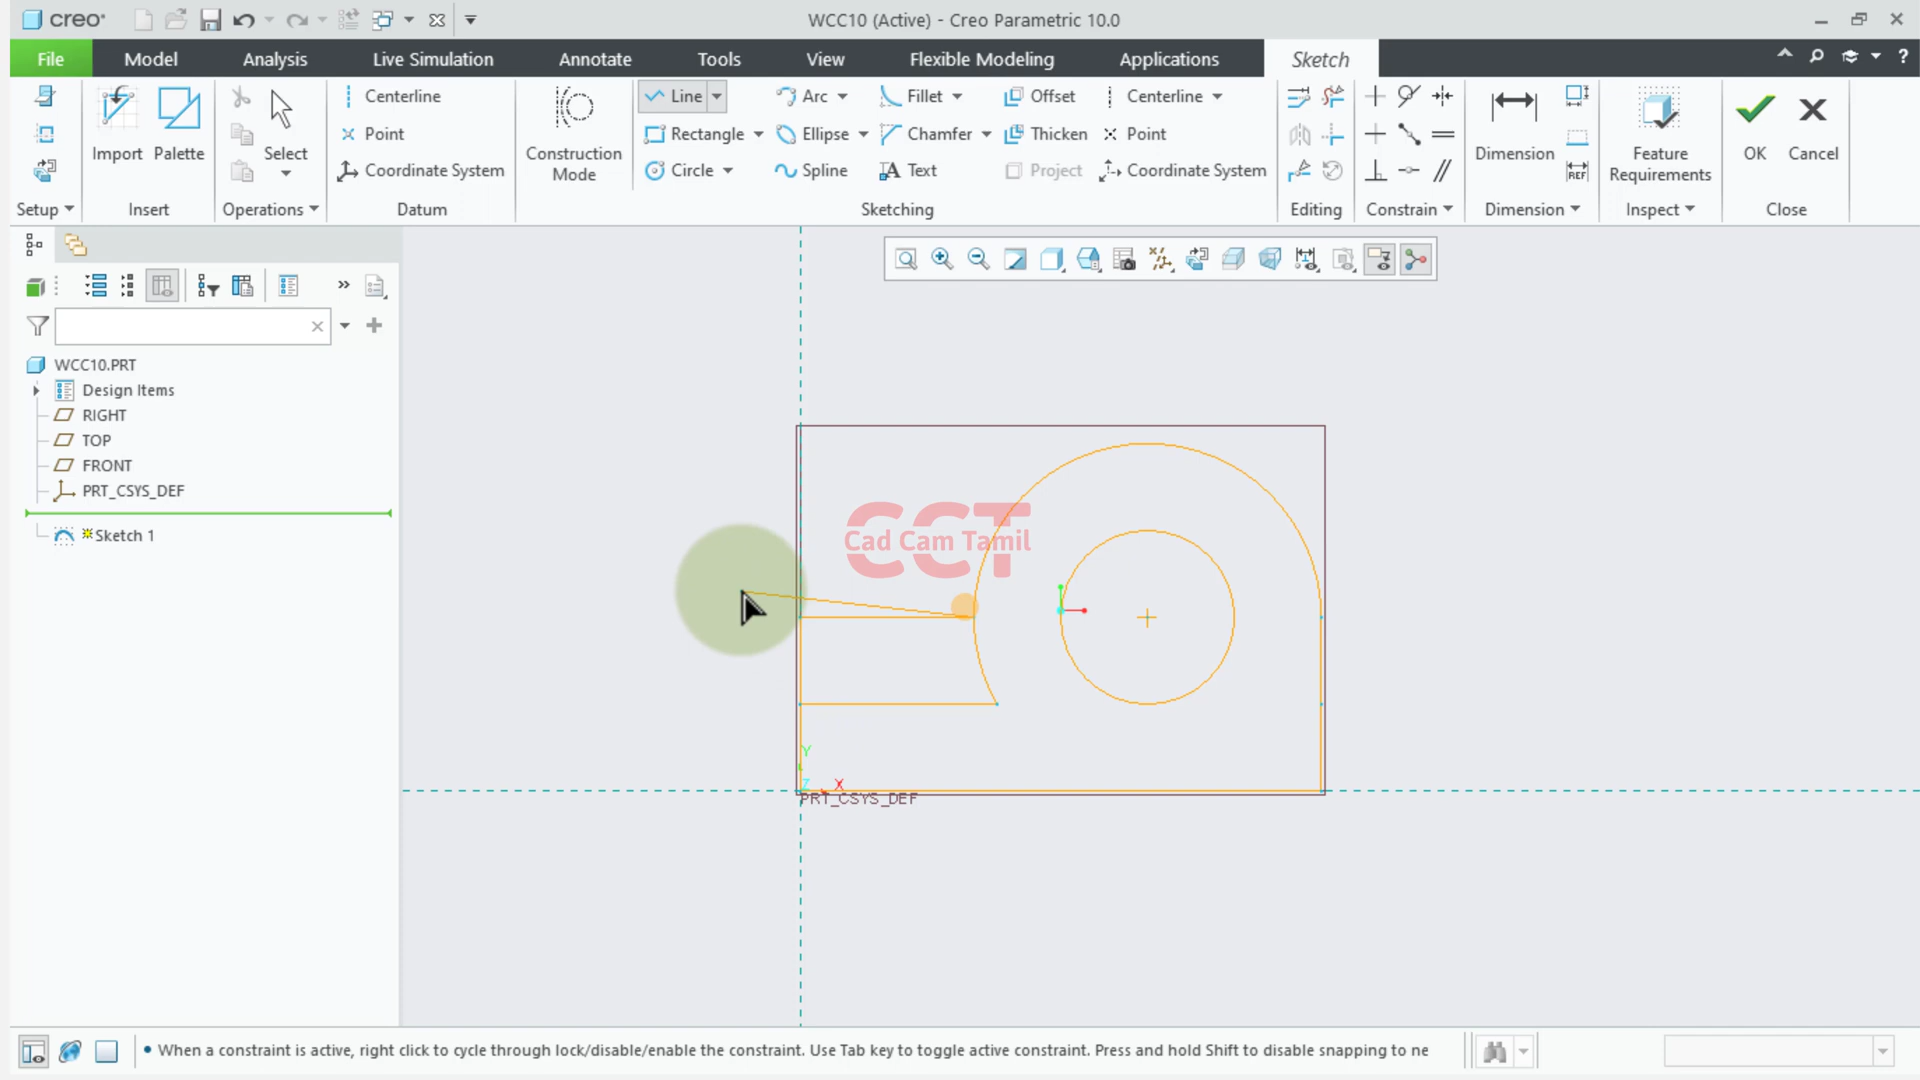 creo
WCC10 (Active) - Creo Parametric 10.0
File Model Analysis Live Simulation Annotate Tools View Flexible Modeling Applications Sketch
Import Palette Select
Centerline
Point
Coordinate System
Construction Mode
Line Arc Fillet Offset Centerline
Rectangle Ellipse Chamfer Thicken Point
Circle Spline Text Project Coordinate System
Dimension
REF
Feature Requirements
OK Cancel
Setup Insert Operations Datum Sketching Editing Constrain Dimension Inspect Close
WCC10.PRT
Design Items
RIGHT
TOP
FRONT
PRT_CSYS_DEF
Sketch 1
CCT
Cad Cam Tamil
Y
Z X
PRT_CSYS_DEF
When a constraint is active, right click to cycle through lock/disable/enable the constraint. Use Tab key to toggle active constraint. Press and hold Shift to disable snapping to ne